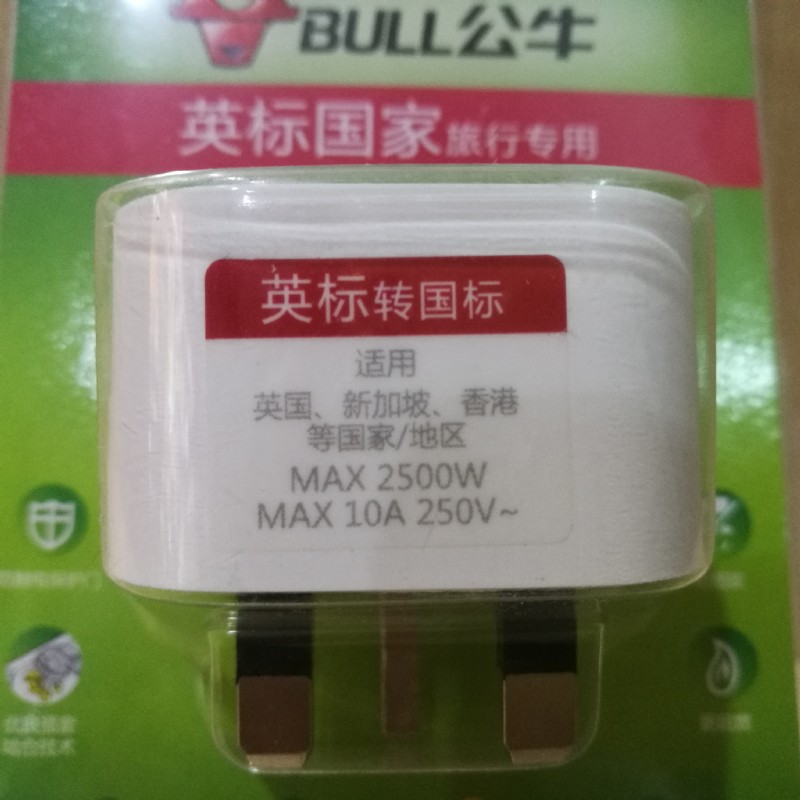 BULL公牛
英标国家旅行专用
英标转国标
适用
英国、新加坡、香港
等国家/地区
MAX 2500W
MAX 10A 250V~